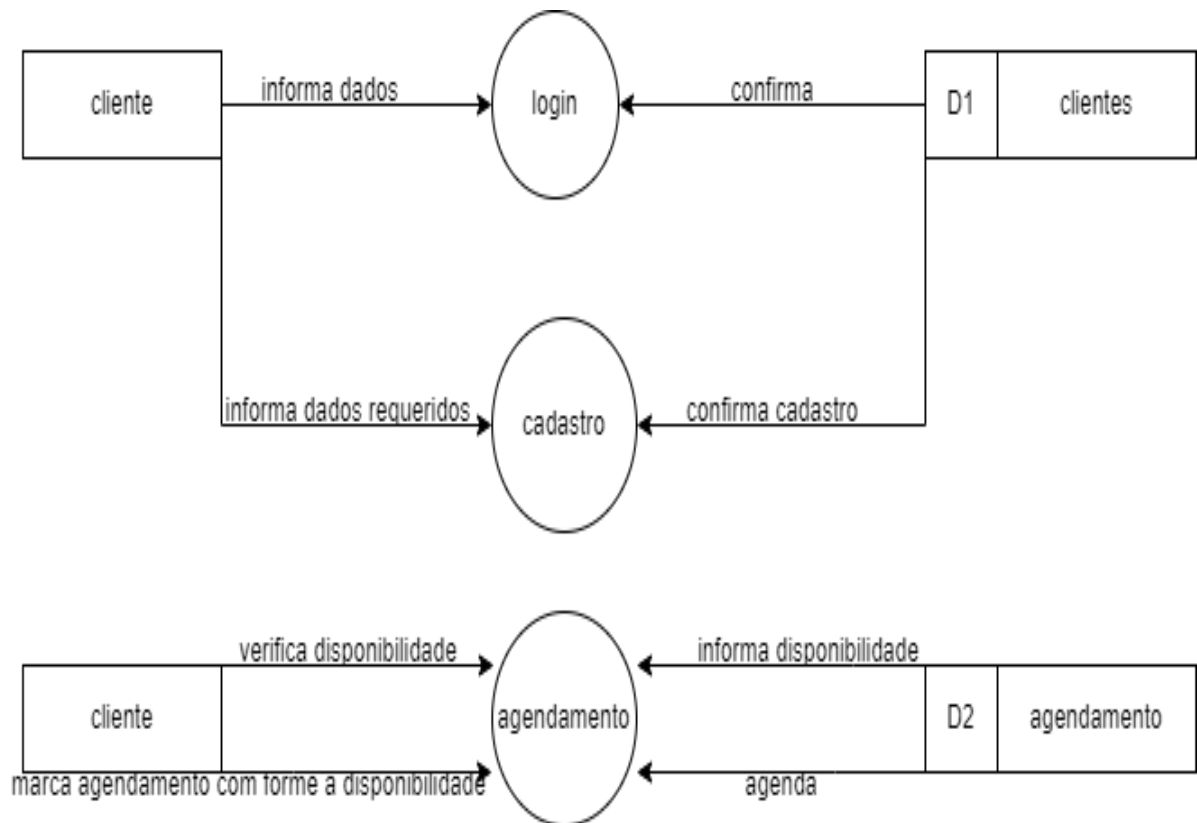 cliente
informa dados
login
confirma
D1
clientes
informa dados requeridos
cadastro
confirma cadastro
verifica disponibilidade
informa disponibilidade
cliente
agendamento
D2
agendamento
marca agendamento com forme a disponibilidade
agenda